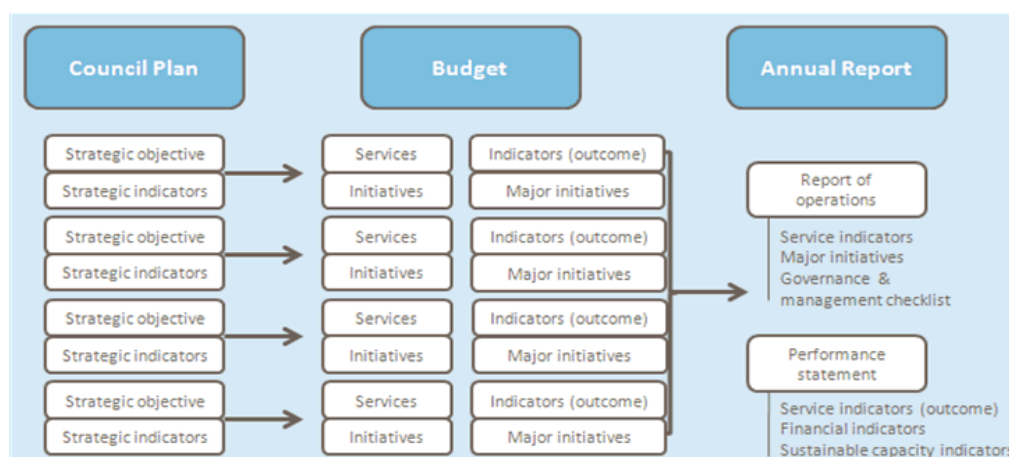 Council Plan
Budget
Annual Report
Strategic objective
Strategic indicators
Services
Initiatives
Indicators (outcome)
Major initiatives
Strategic objective
Strategic indicators
Services
Initiatives
Indicators (outcome)
Major initiatives
Strategic objective
Strategic indicators
Services
Initiatives
Indicators (outcome)
Major initiatives
Strategic objective
Strategic indicators
Services
Initiatives
Indicators (outcome)
Major initiatives
Report of
operations
Service indicators
Major initiatives
Governance &
management checklist
Performance
statement
Service indicators (outcome)
Financial indicators
Sustainable capacity indicators